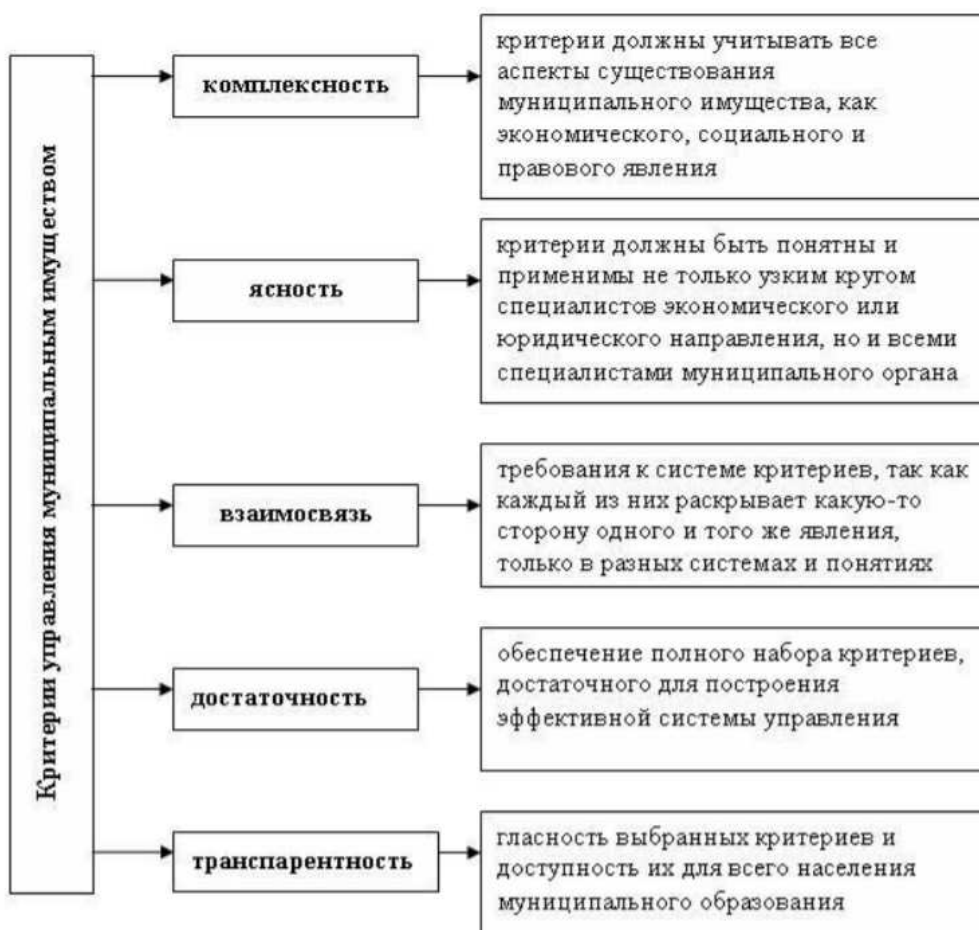 Критерии управления муниципальным имуществом
комплексность
критерии должны учитывать все
аспекты существования
муниципального имущества, как
экономического, социального и
правового явления
ясность
критерии должны быть понятны и
применимы не только узким кругом
специалистов экономического или
юридического направления, но и всеми
специалистами муниципального органа
взаимосвязь
требования к системе критериев, так как
каждый из них раскрывает какую-то
сторону одного и того же явления,
только в разных системах и понятиях
достаточность
обеспечение полного набора критериев,
достаточного для построения
эффективной системы управления
транспарентность
гласность выбранных критериев и
доступность их для всего населения
муниципального образования